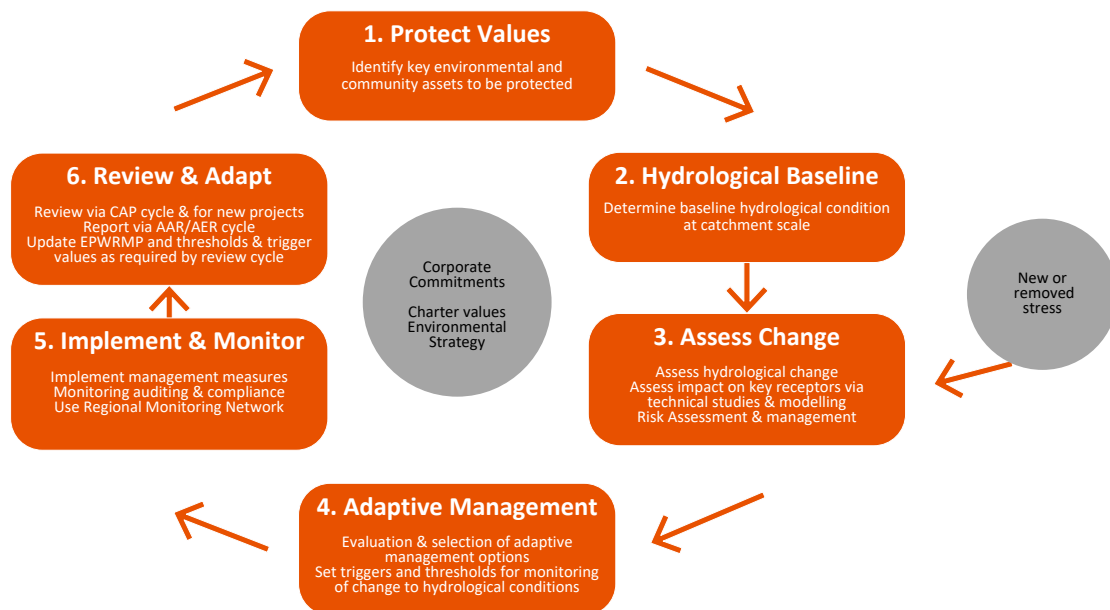 1. Protect Values
Identify key environmental and
community assets to be protected
2. Hydrological Baseline
Determine baseline hydrological condition
at catchment scale
New or
removed
stress
3. Assess Change
Assess hydrological change
Assess impact on key receptors via
technical studies & modelling
Risk Assessment & management
4. Adaptive Management
Evaluation & selection of adaptive
management options
Set triggers and thresholds for monitoring
of change to hydrological conditions
5. Implement & Monitor
Implement management measures
Monitoring auditing & compliance
Use Regional Monitoring Network
6. Review & Adapt
Review via CAP cycle & for new projects
Report via AAR/AER cycle
Update EPWRMP and thresholds & trigger
values as required by review cycle
Corporate
Commitments
Charter values
Environmental
Strategy